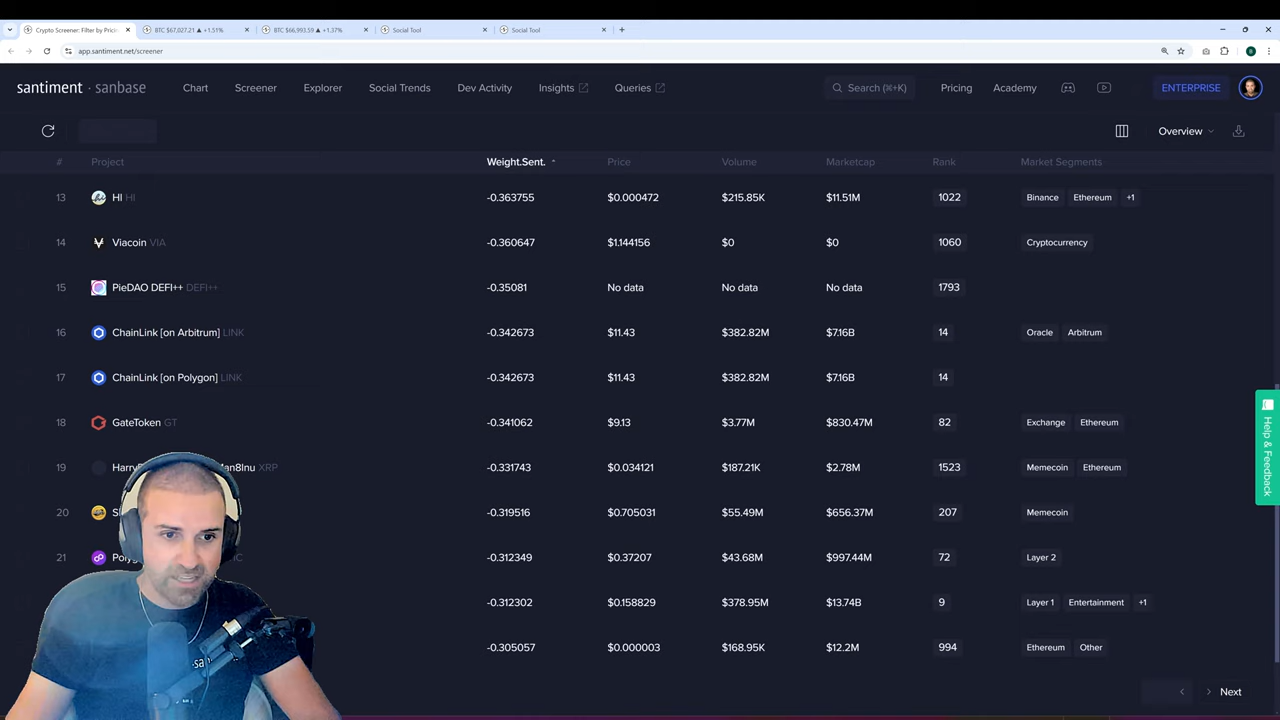 Crypto Screener: Filter by Pricin
BTC $67,027.21 ▲ +1.51%
BTC $66,993.59 ▲ +1.37%
Social Tool
Social Tool
app.santiment.net/screener
santiment · sanbase
Chart
Screener
Explorer
Social Trends
Dev Activity
Insights
Queries
Search (⌘+K)
Pricing
Academy
ENTERPRISE
Overview
# Project Weight.Sent. Price Volume Marketcap Rank Market Segments
13 HI HI -0.363755 $0.000472 $215.85K $11.51M 1022 Binance Ethereum +1
14 Viacoin VIA -0.360647 $1.144156 $0 $0 1060 Cryptocurrency
15 PieDAO DEFI++ DEFI++ -0.35081 No data No data No data 1793
16 ChainLink [on Arbitrum] LINK -0.342673 $11.43 $382.82M $7.16B 14 Oracle Arbitrum
17 ChainLink [on Polygon] LINK -0.342673 $11.43 $382.82M $7.16B 14
18 GateToken GT -0.341062 $9.13 $3.77M $830.47M 82 Exchange Ethereum
19 XRP -0.331743 $0.034121 $187.21K $2.78M 1523 Memecoin Ethereum
20 -0.319516 $0.705031 $55.49M $656.37M 207 Memecoin
21 -0.312349 $0.37207 $43.68M $997.44M 72 Layer 2
-0.312302 $0.158829 $378.95M $13.74B 9 Layer 1 Entertainment +1
-0.305057 $0.000003 $168.95K $12.2M 994 Ethereum Other
Next
Help & Feedback